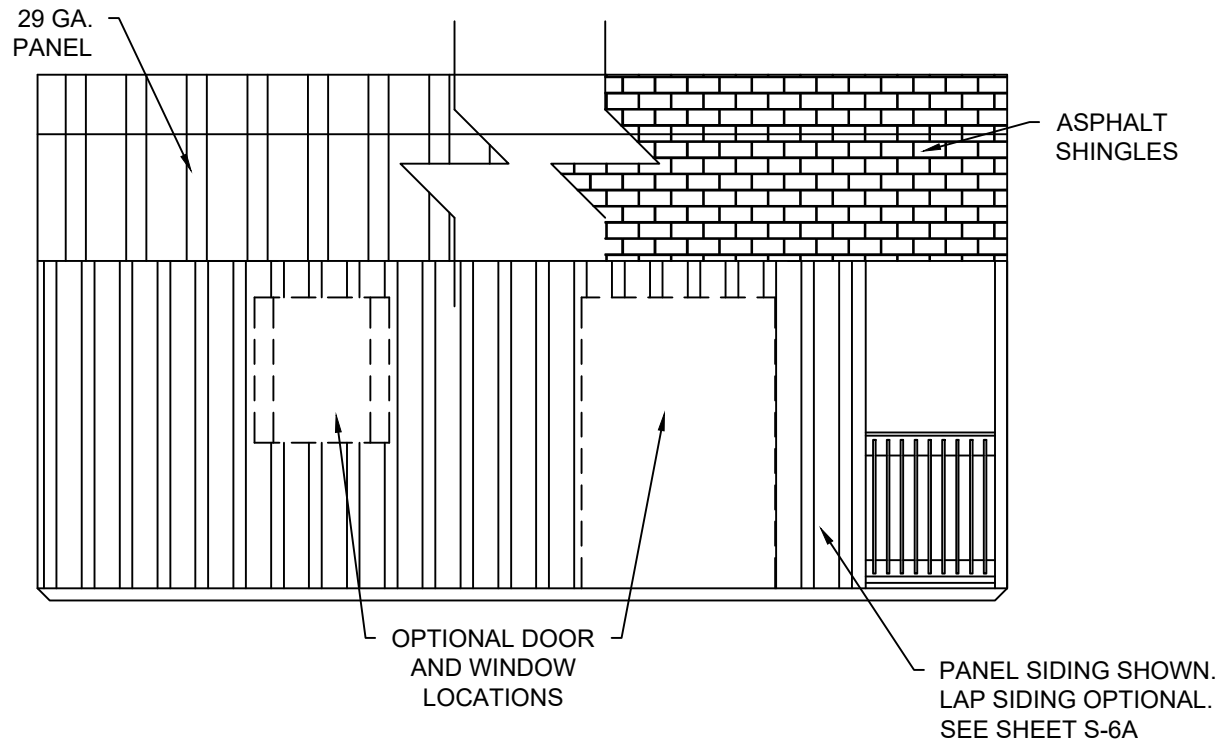 29 GA.
PANEL
ASPHALT
SHINGLES
OPTIONAL DOOR
AND WINDOW
LOCATIONS
PANEL SIDING SHOWN.
LAP SIDING OPTIONAL.
SEE SHEET S-6A